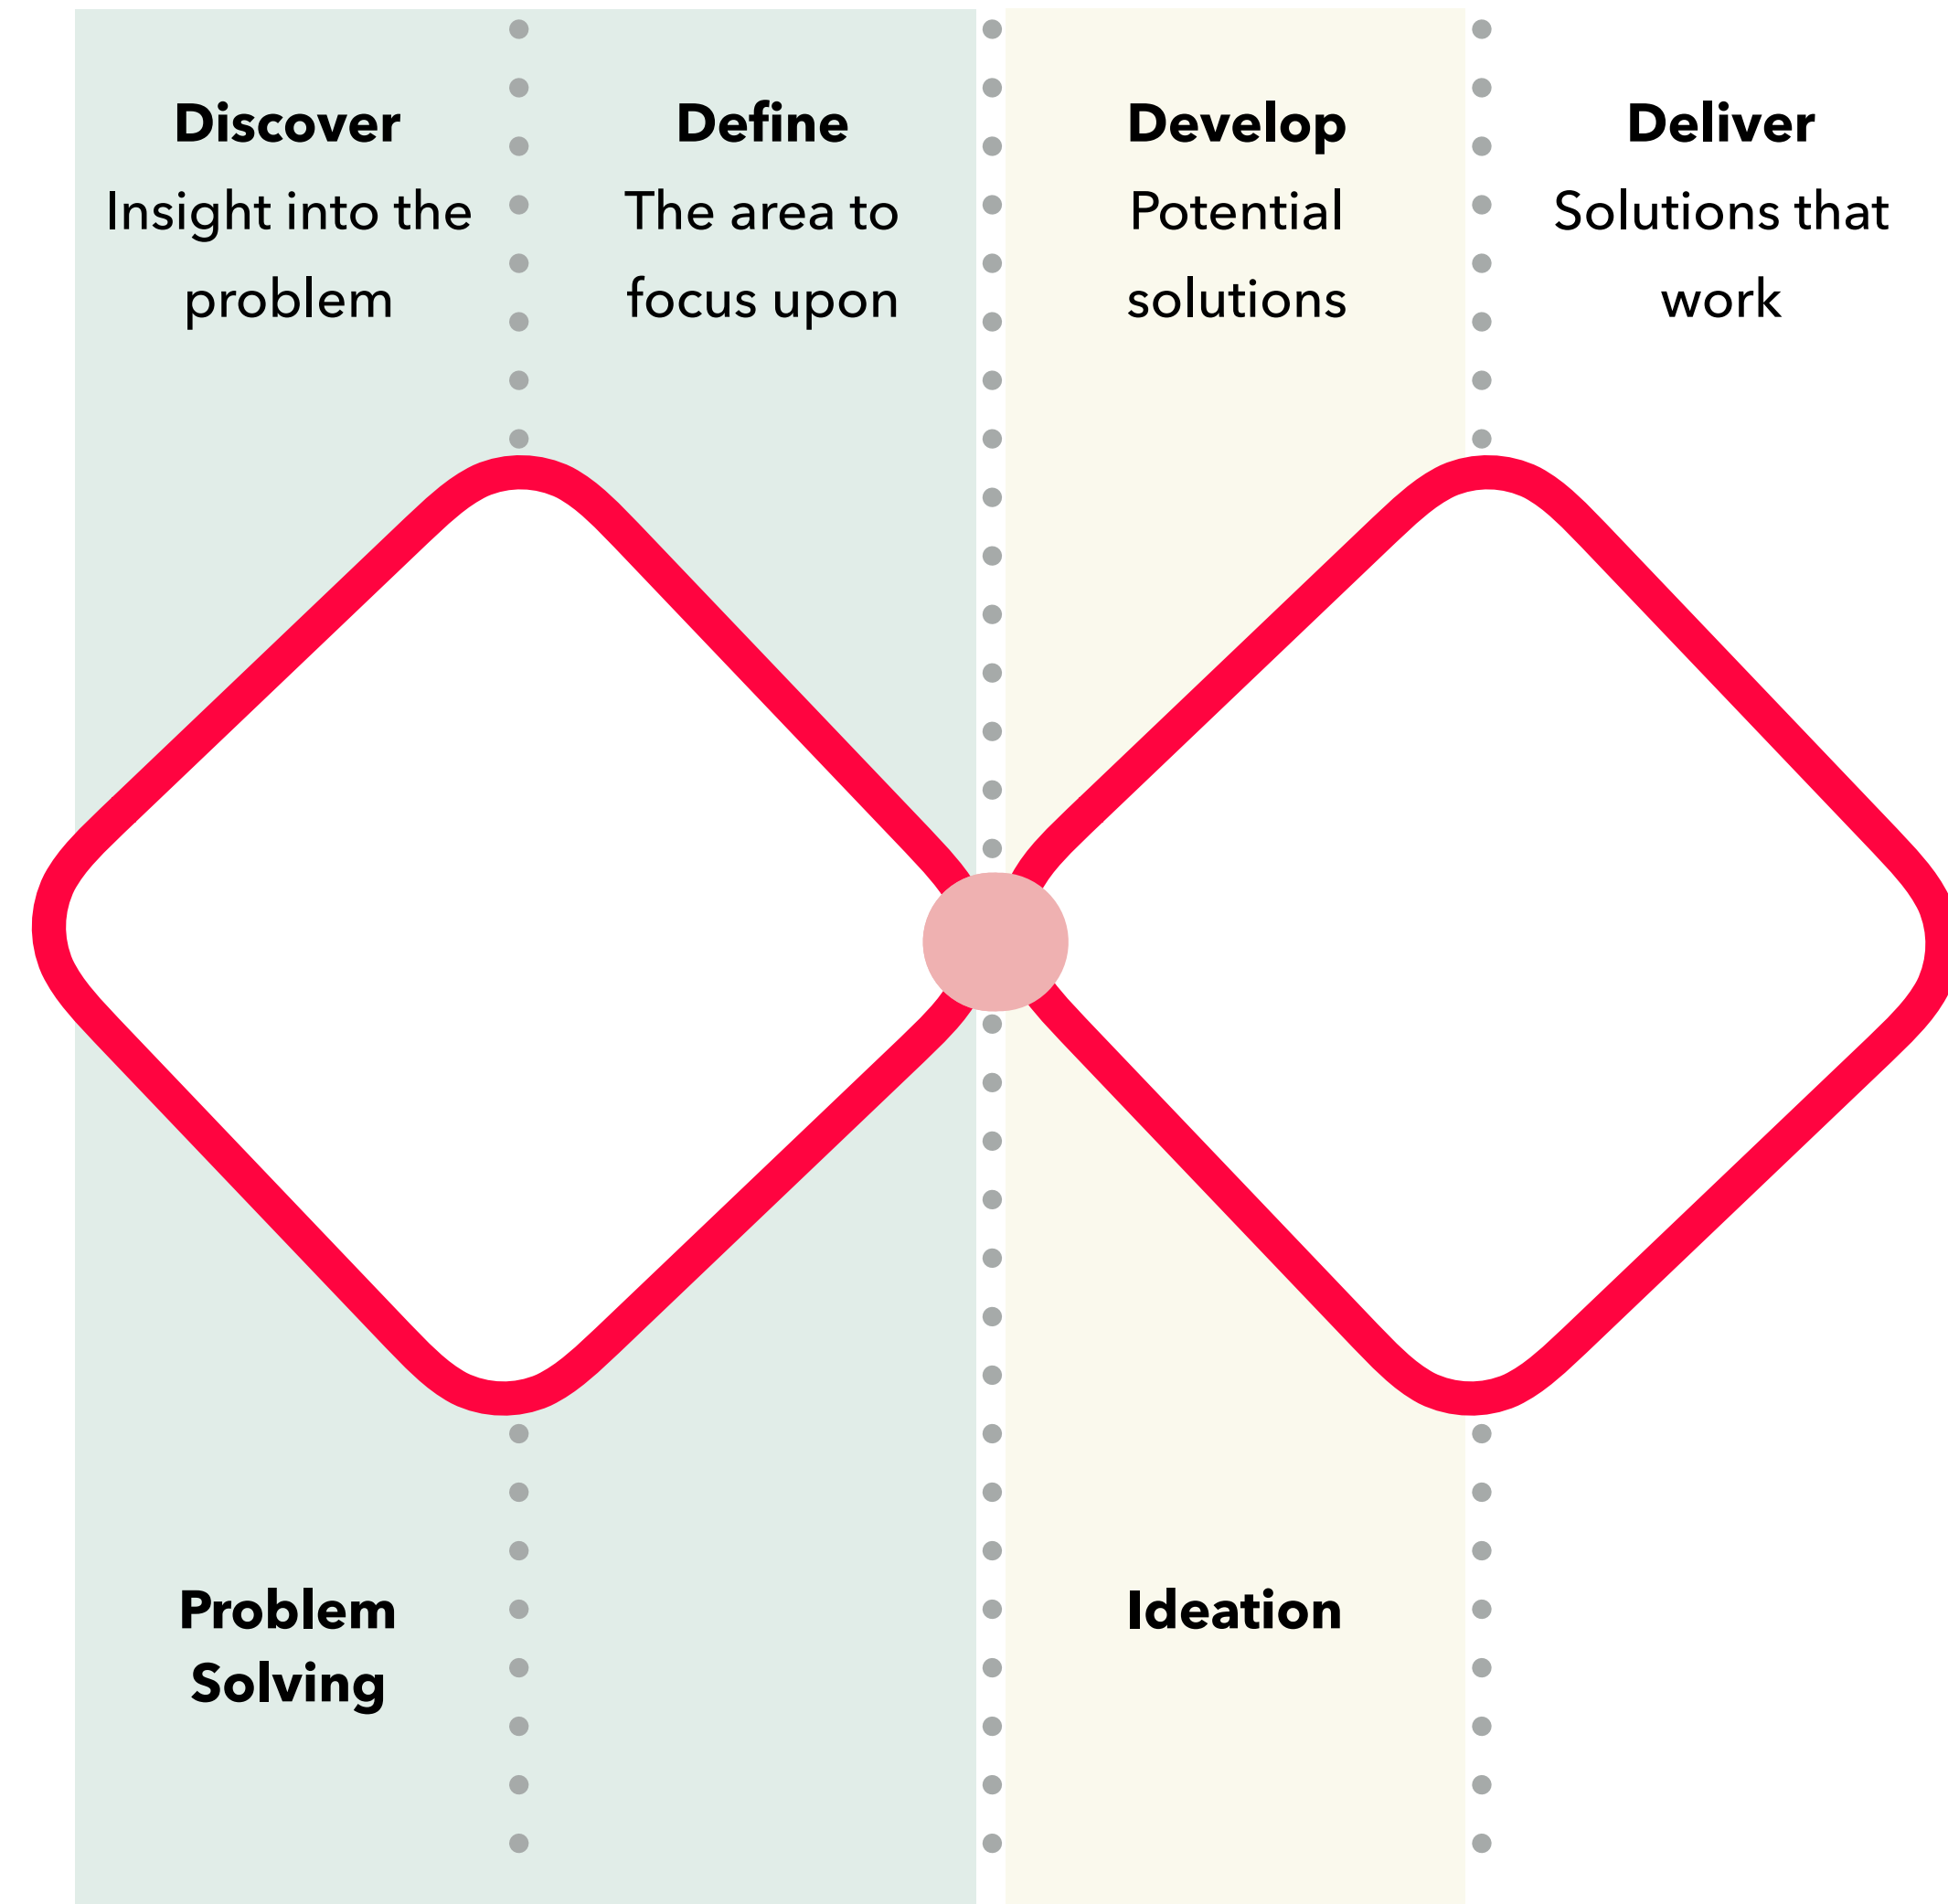 Discover
Insight into the
problem
Define
The area to
focus upon
Develop
Potential
solutions
Deliver
Solutions that
work
Problem
Solving
Ideation